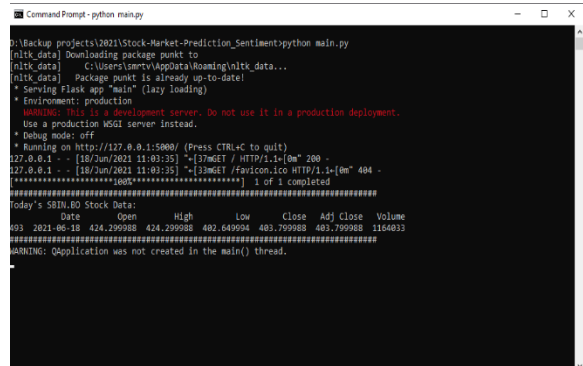 Command Prompt - python main.py
D:\Backup projects\2021\Stock-Market-Prediction_Sentiment>python main.py
[nltk_data] Downloading package punkt to
[nltk_data]     C:\Users\smrtv\AppData\Roaming\nltk_data...
[nltk_data]   Package punkt is already up-to-date!
 * Serving Flask app "main" (lazy loading)
 * Environment: production
   WARNING: This is a development server. Do not use it in a production deployment.
   Use a production WSGI server instead.
 * Debug mode: off
 * Running on http://127.0.0.1:5000/ (Press CTRL+C to quit)
127.0.0.1 - - [18/Jun/2021 11:03:35] "←[37mGET / HTTP/1.1←[0m" 200 -
127.0.0.1 - - [18/Jun/2021 11:03:35] "←[33mGET /favicon.ico HTTP/1.1←[0m" 404 -
[*********************100%***********************]  1 of 1 completed
##############################################################################
Today's SBIN.BO Stock Data:
          Date        Open        High         Low       Close   Adj Close   Volume
493  2021-06-18  424.299988  424.299988  402.649994  403.799988  403.799988  1164033
##############################################################################
WARNING: QApplication was not created in the main() thread.